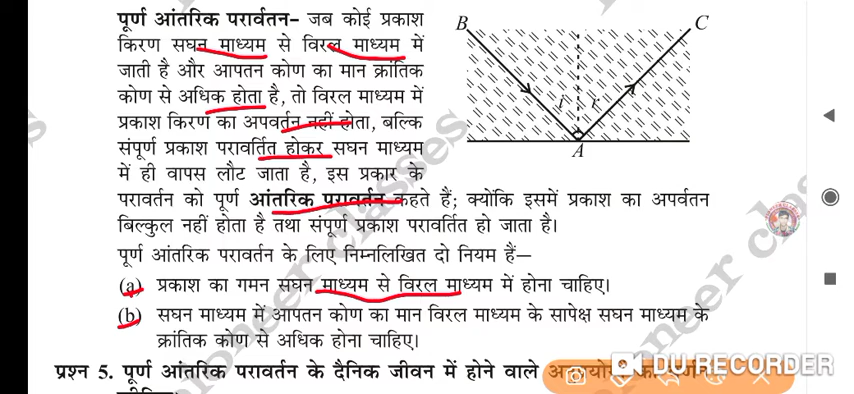 पूर्ण आंतरिक परावर्तन- जब कोई प्रकाश
किरण सघन माध्यम से विरल माध्यम में
जाती है और आपतन कोण का मान क्रांतिक
कोण से अधिक होता है, तो विरल माध्यम में
प्रकाश किरण का अपवर्तन नहीं होता, बल्कि
संपूर्ण प्रकाश परावर्तित होकर सघन माध्यम
में ही वापस लौट जाता है, इस प्रकार के
परावर्तन को पूर्ण आंतरिक परावर्तन कहते हैं; क्योंकि इसमें प्रकाश का अपवर्तन
बिल्कुल नहीं होता है तथा संपूर्ण प्रकाश परावर्तित हो जाता है।
B C
i r
A
पूर्ण आंतरिक परावर्तन के लिए निम्नलिखित दो नियम हैं–
(a) प्रकाश का गमन सघन माध्यम से विरल माध्यम में होना चाहिए।
(b) सघन माध्यम में आपतन कोण का मान विरल माध्यम के सापेक्ष सघन माध्यम के
क्रांतिक कोण से अधिक होना चाहिए।
प्रश्न 5. पूर्ण आंतरिक परावर्तन के दैनिक जीवन में होने वाले का
DU RECORDER
classes